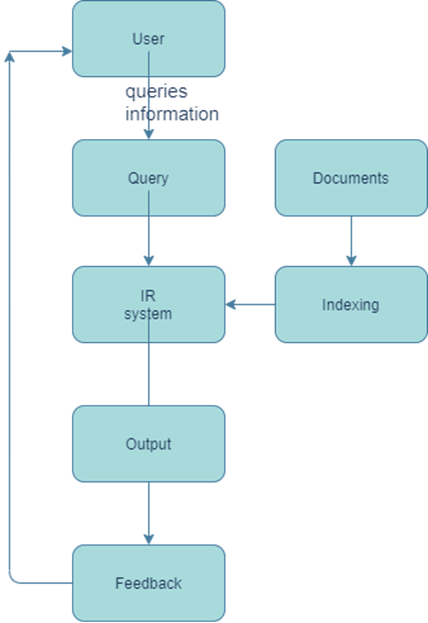 User
queries
information
Query
Documents
IR
system
Indexing
Output
Feedback